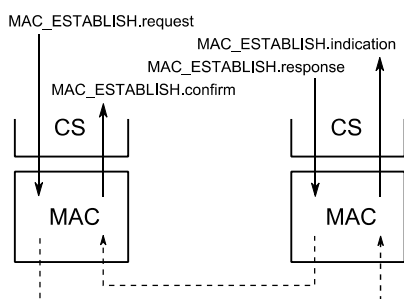 MAC_ESTABLISH.request
MAC_ESTABLISH.indication
MAC_ESTABLISH.response
MAC_ESTABLISH.confirm
CS
CS
MAC
MAC